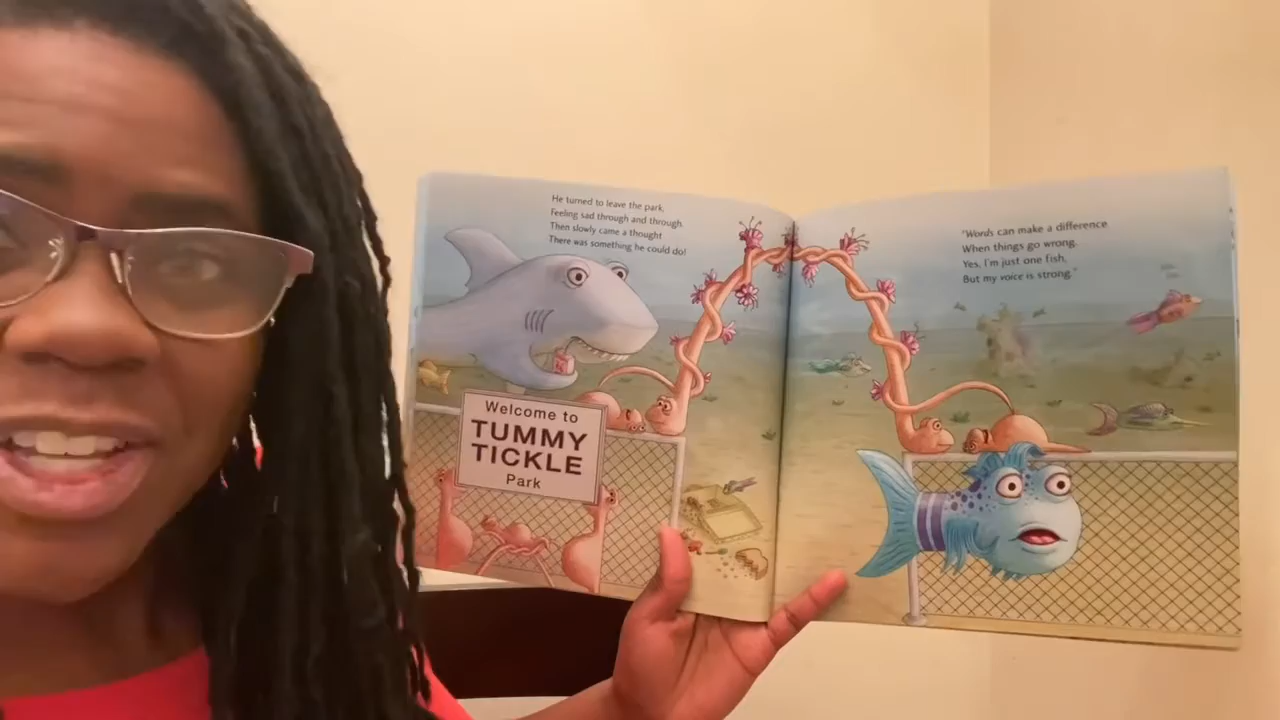 He turned to leave the park,
Feeling sad through and through.
Then slowly came a thought
There was something he could do!
Welcome to
TUMMY
TICKLE
Park
"Words can make a difference
When things go wrong.
Yes, I'm just one fish,
But my voice is strong."